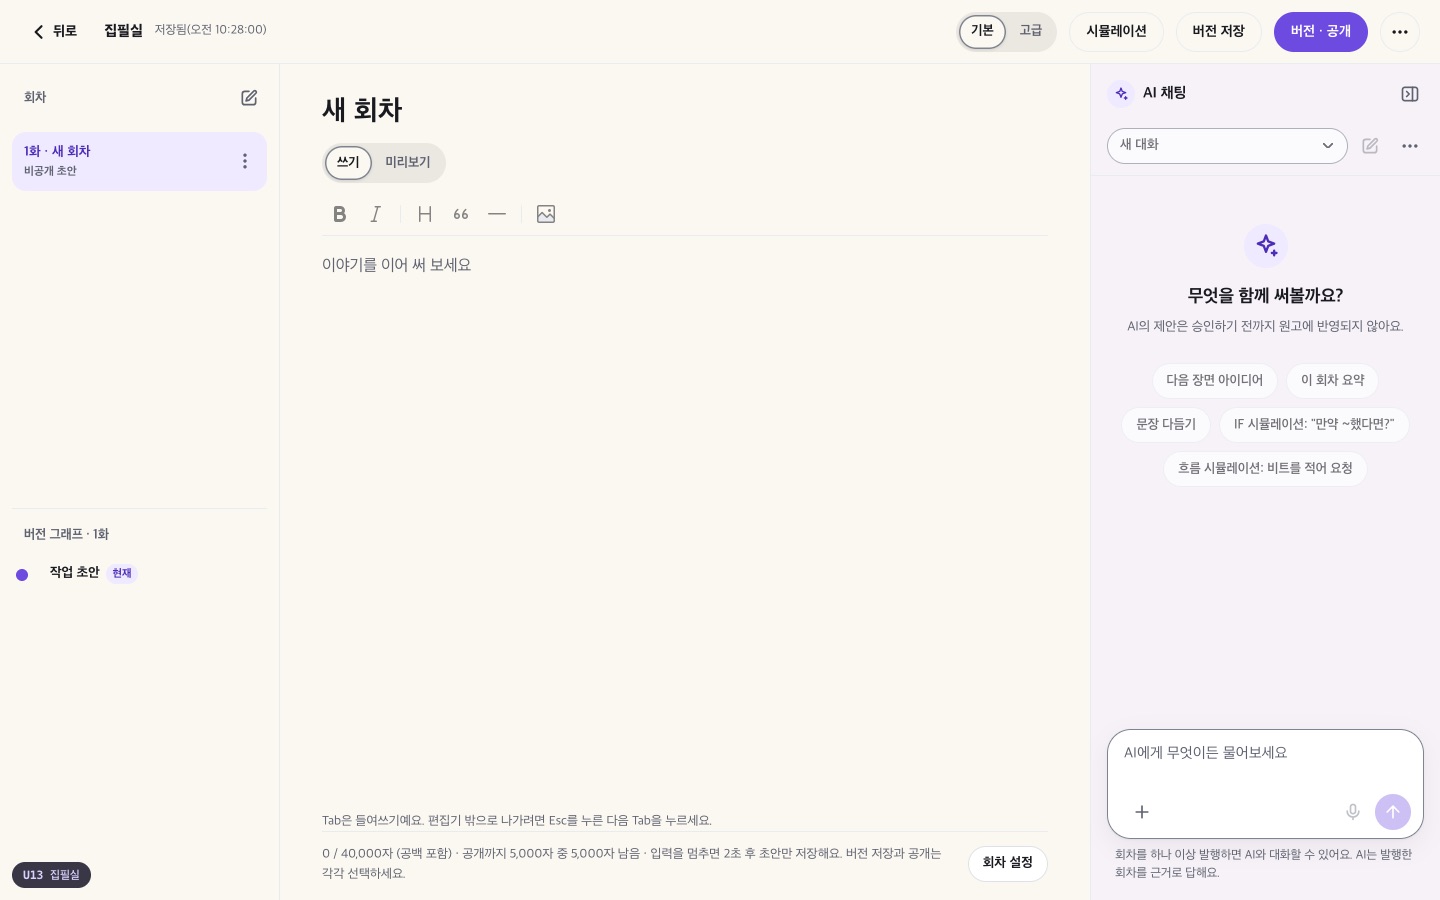 뒤로
집필실
저장됨(오전 10:28:00)
기본
고급
시뮬레이션
버전 저장
버전 · 공개
회차
1화 · 새 회차
비공개 초안
버전 그래프 · 1화
작업 초안
현재
U13 집필실
새 회차
쓰기
미리보기
B
I
H
66
이야기를 이어 써 보세요
Tab은 들여쓰기예요. 편집기 밖으로 나가려면 Esc를 누른 다음 Tab을 누르세요.
0 / 40,000자 (공백 포함) · 공개까지 5,000자 중 5,000자 남음 · 입력을 멈추면 2초 후 초안만 저장해요. 버전 저장과 공개는
각각 선택하세요.
회차 설정
AI 채팅
새 대화
무엇을 함께 써볼까요?
AI의 제안은 승인하기 전까지 원고에 반영되지 않아요.
다음 장면 아이디어
이 회차 요약
문장 다듬기
IF 시뮬레이션: "만약 ~했다면?"
흐름 시뮬레이션: 비트를 적어 요청
AI에게 무엇이든 물어보세요
회차를 하나 이상 발행하면 AI와 대화할 수 있어요. AI는 발행한
회차를 근거로 답해요.